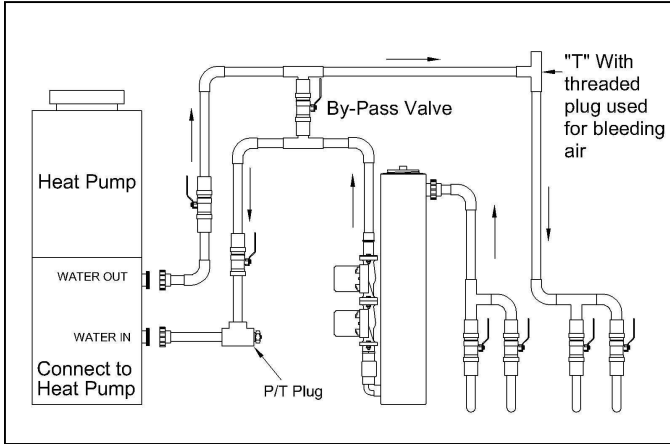 "T" With
threaded
plug used
for bleeding
air
By-Pass Valve
Heat Pump
WATER OUT
WATER IN
Connect to
Heat Pump
P/T Plug